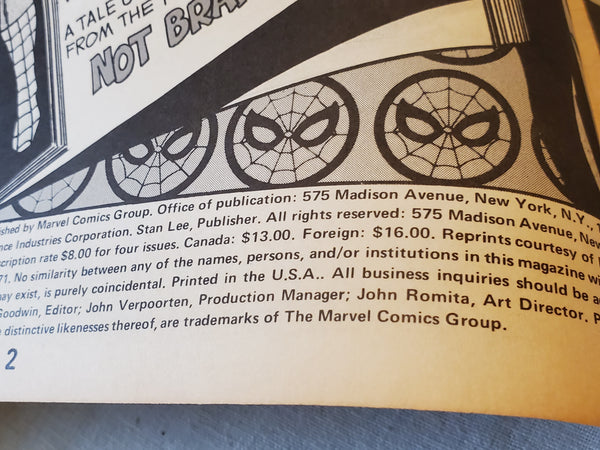 A TALE O
FROM THE
NOT BRA
shed by Marvel Comics Group. Office of publication: 575 Madison Avenue, New York, N.Y.
nce Industries Corporation. Stan Lee, Publisher. All rights reserved: 575 Madison Avenue, New
scription rate $8.00 for four issues. Canada: $13.00. Foreign: $16.00. Reprints courtesy of
71. No similarity between any of the names, persons, and/or institutions in this magazine wi
may exist, is purely coincidental. Printed in the U.S.A.. All business inquiries should be a
Goodwin, Editor; John Verpoorten, Production Manager; John Romita, Art Director. P
distinctive likenesses thereof, are trademarks of The Marvel Comics Group.
2